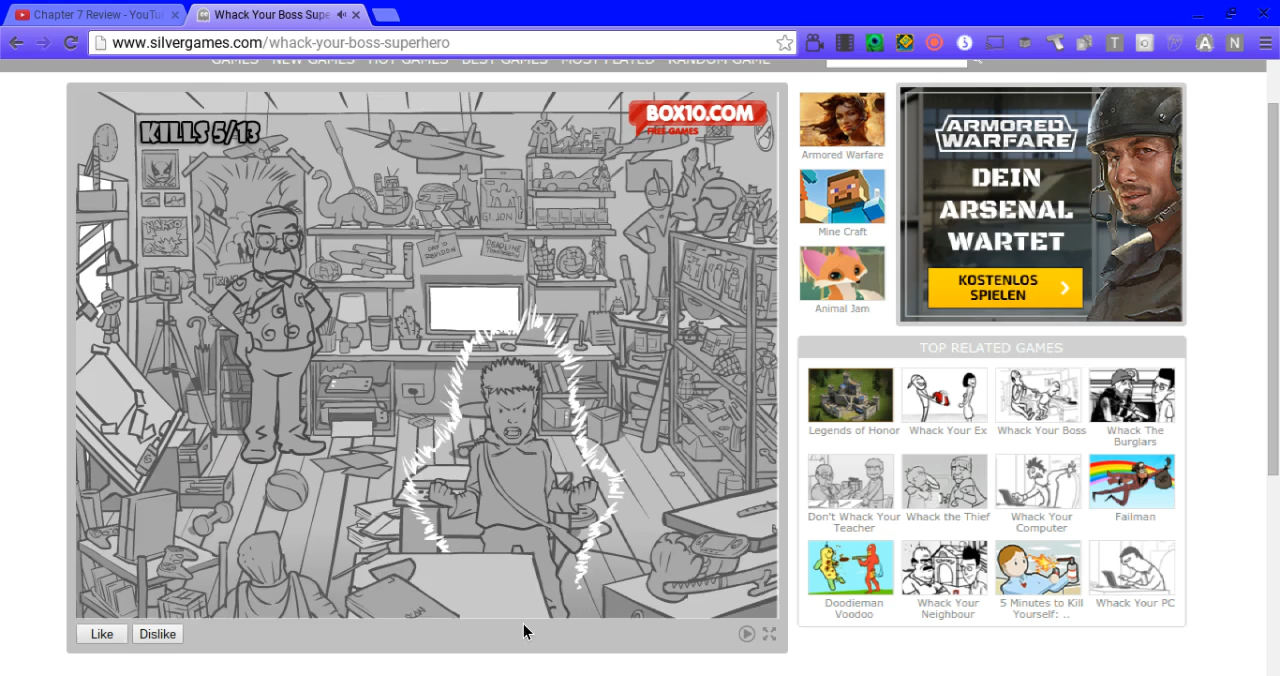 Chapter 7 Review - YouTu
Whack Your Boss Supe
www.silvergames.com/whack-your-boss-superhero
GAMES NEW GAMES HOT GAMES BEST GAMES MOST PLAYED RANDOM GAME
KILLS 5/13
BOX10.COM
FREE GAMES
G.I. JON
DEADLINE
Armored Warfare
Mine Craft
Animal Jam
ARMORED
WARFARE
DEIN
ARSENAL
WARTET
KOSTENLOS
SPIELEN
TOP RELATED GAMES
Legends of Honor
Whack Your Ex
Whack Your Boss
Whack The
Burglars
Don't Whack Your
Teacher
Whack the Thief
Whack Your
Computer
Failman
Doodieman
Voodoo
Whack Your
Neighbour
5 Minutes to Kill
Yourself: ..
Whack Your PC
Like
Dislike